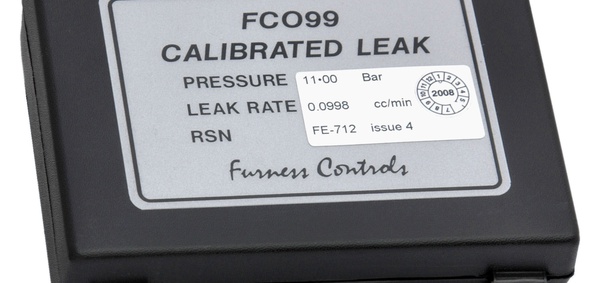 FCO99
CALIBRATED LEAK
PRESSURE 11•00 Bar
LEAK RATE 0.0998 cc/min
RSN FE-712 issue 4
2008
Furness Controls